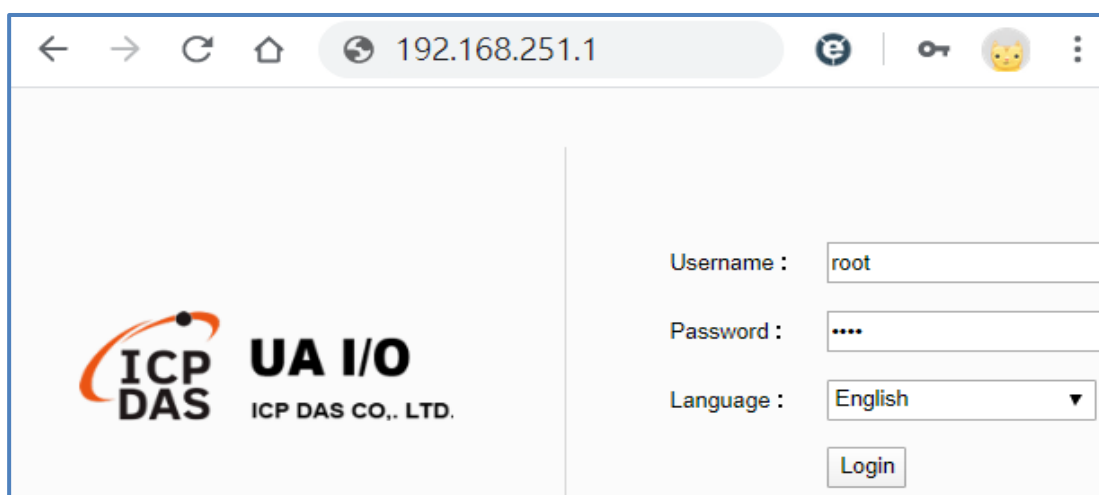 192.168.251.1
Username :
root
Password :
••••
Language :
English
Login
ICP
DAS
UA I/O
ICP DAS CO,. LTD.